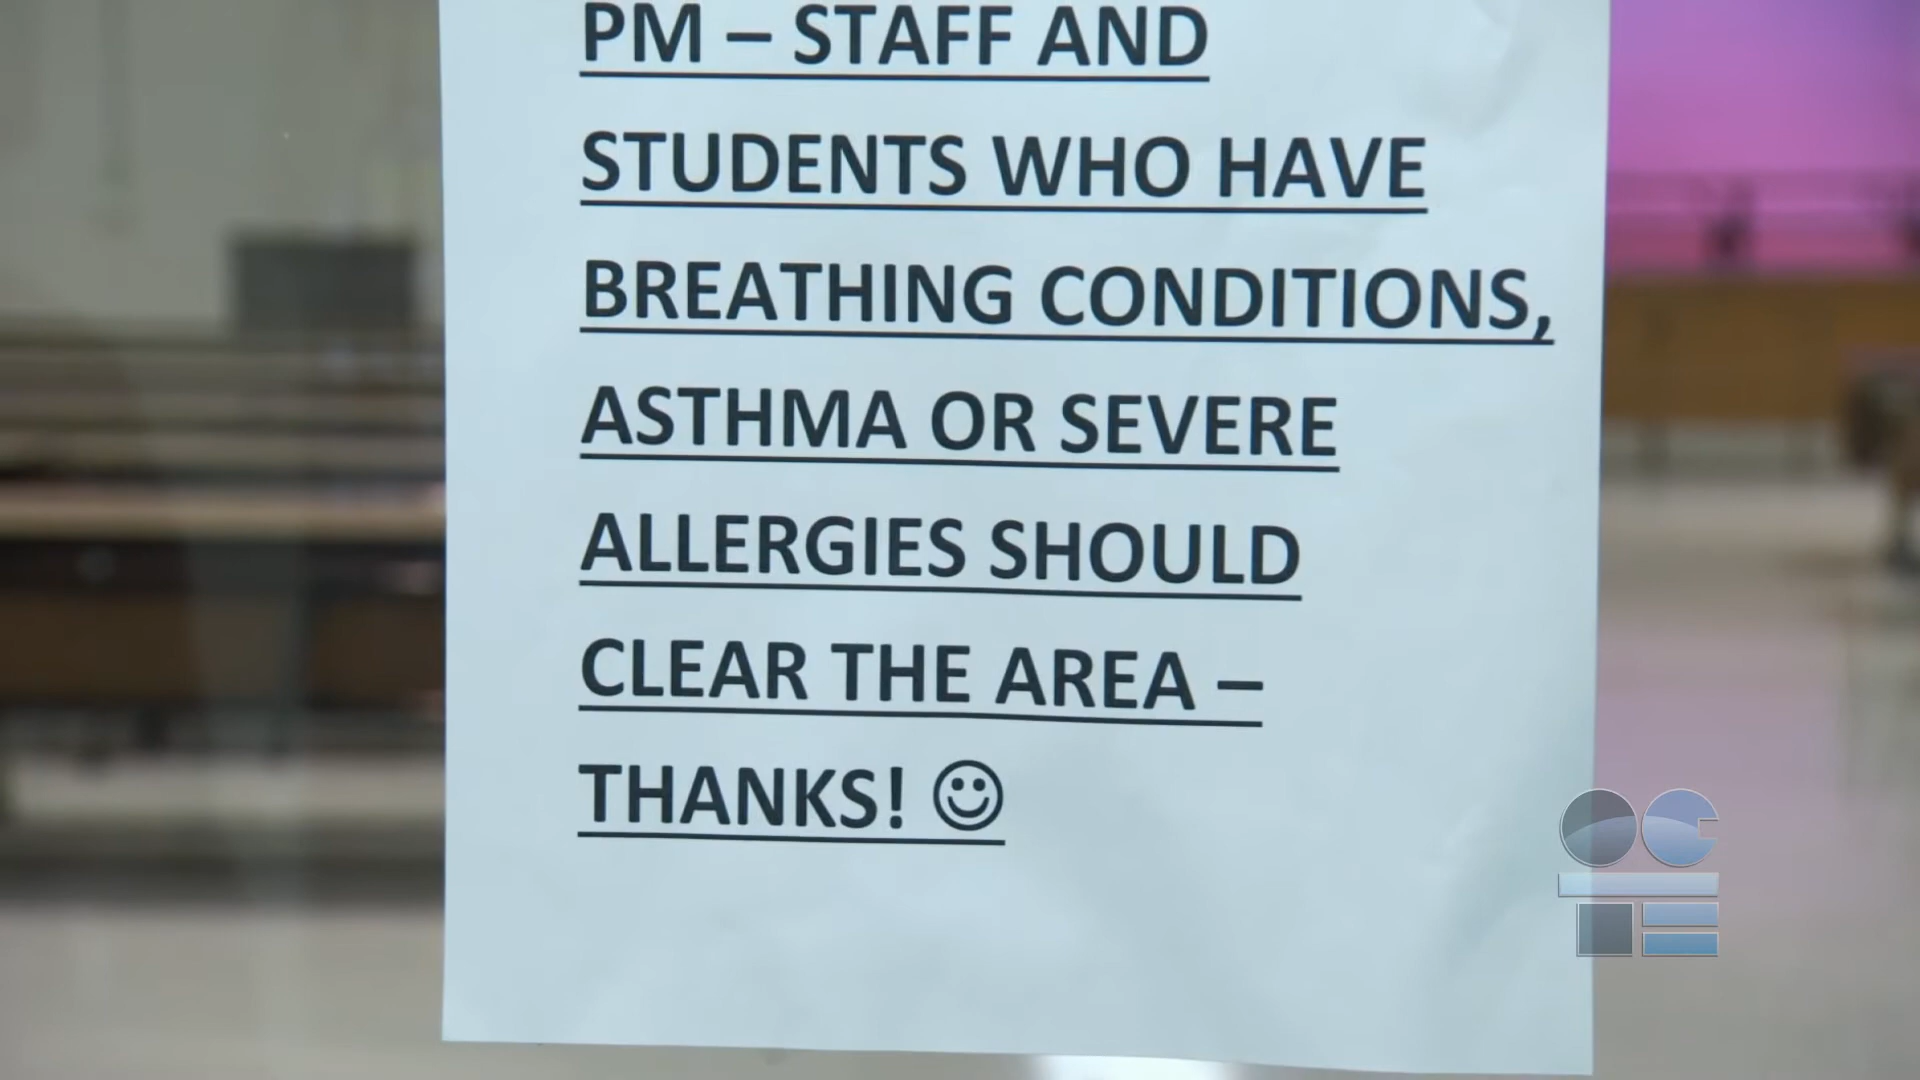 PM – STAFF AND
STUDENTS WHO HAVE
BREATHING CONDITIONS,
ASTHMA OR SEVERE
ALLERGIES SHOULD
CLEAR THE AREA –
THANKS! ☺